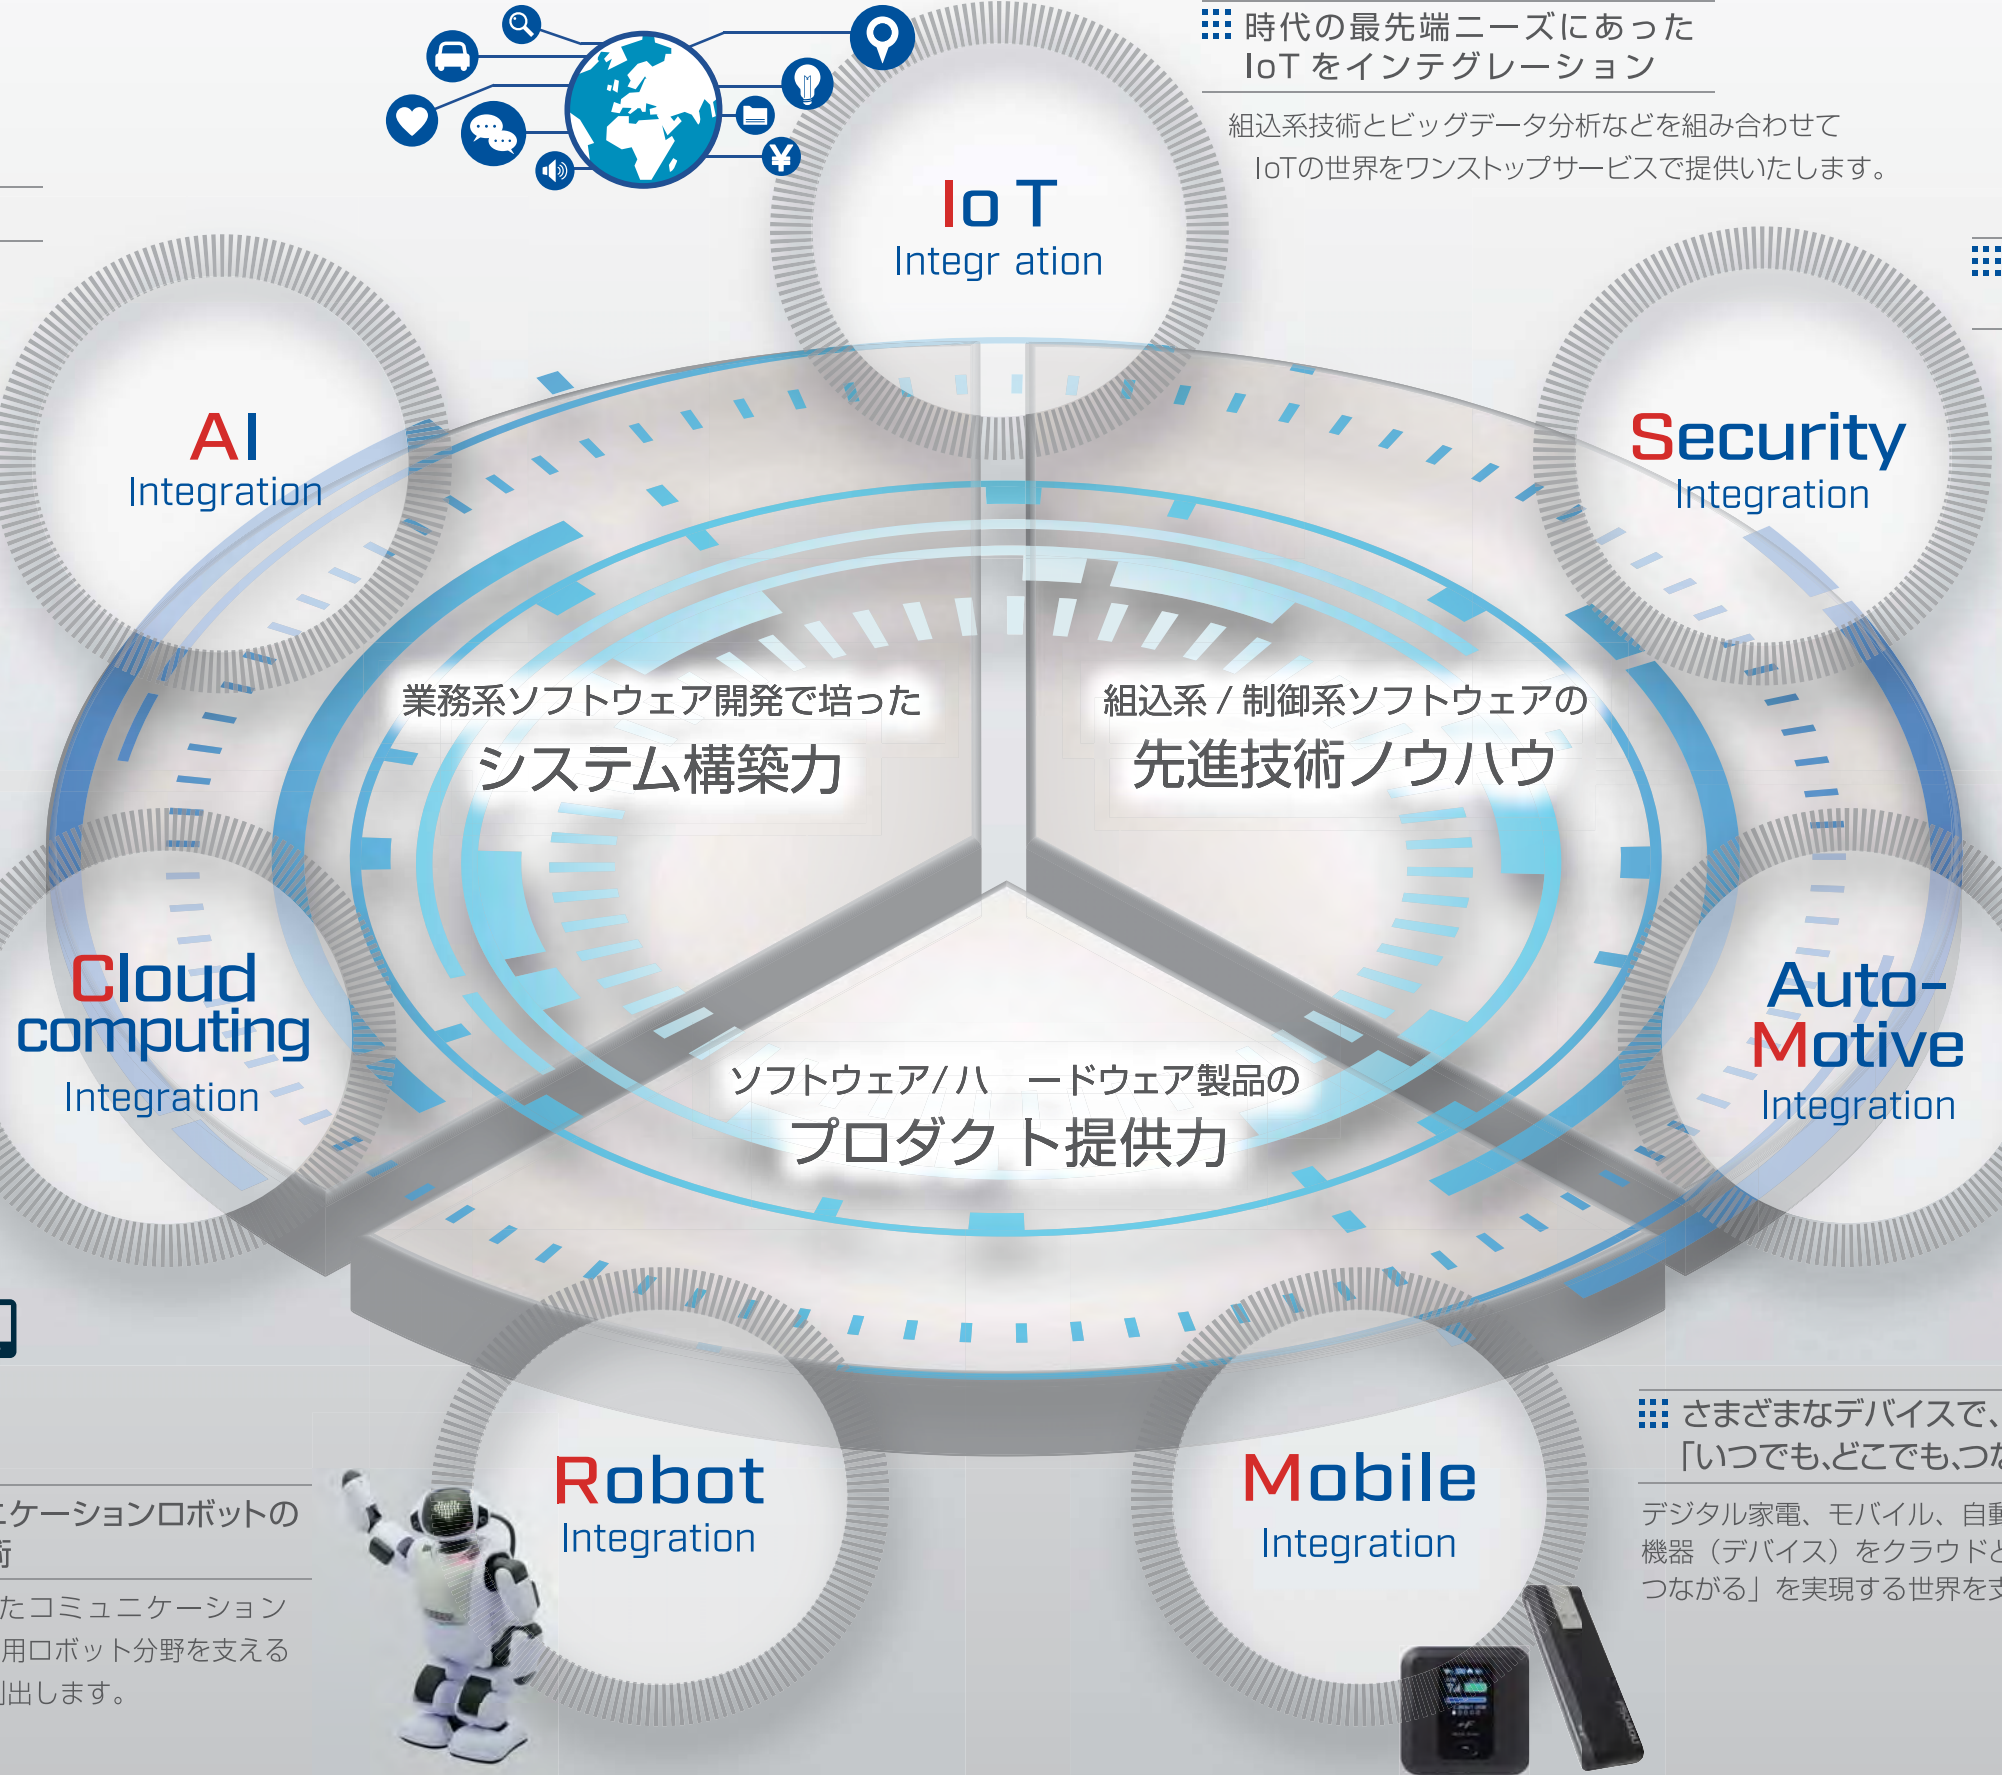 時代の最先端ニーズにあった
IoT をインテグレーション
組込系技術とビッグデータ分析などを組み合わせて
IoTの世界をワンストップサービスで提供いたします。
IoT
Integr ation
AI
Integration
Security
Integration
業務系ソフトウェア開発で培った
システム構築力
組込系 / 制御系ソフトウェアの
先進技術ノウハウ
Cloud
computing
Integration
Auto-
Motive
Integration
ソフトウェア/ハ ードウェア製品の
プロダクト提供力
Robot
Integration
Mobile
Integration
ケーションロボットの
術
たコミュニケーション
用ロボット分野を支える
出します。
さまざまなデバイスで、
「いつでも、どこでも、つな
デジタル家電、モバイル、自動
機器（デバイス）をクラウドと
つながる」を実現する世界を支